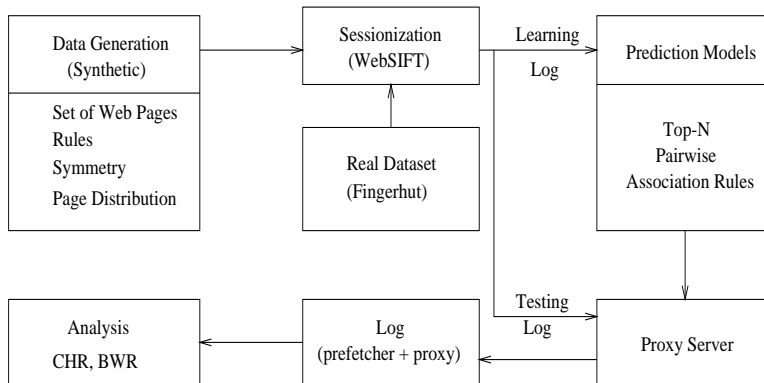 Data Generation
(Synthetic)
Set of Web Pages
Rules
Symmetry
Page Distribution
Sessionization
(WebSIFT)
Real Dataset
(Fingerhut)
Learning
Log
Prediction Models
Top-N
Pairwise
Association Rules
Testing
Log
Proxy Server
Log
(prefetcher + proxy)
Analysis
CHR, BWR